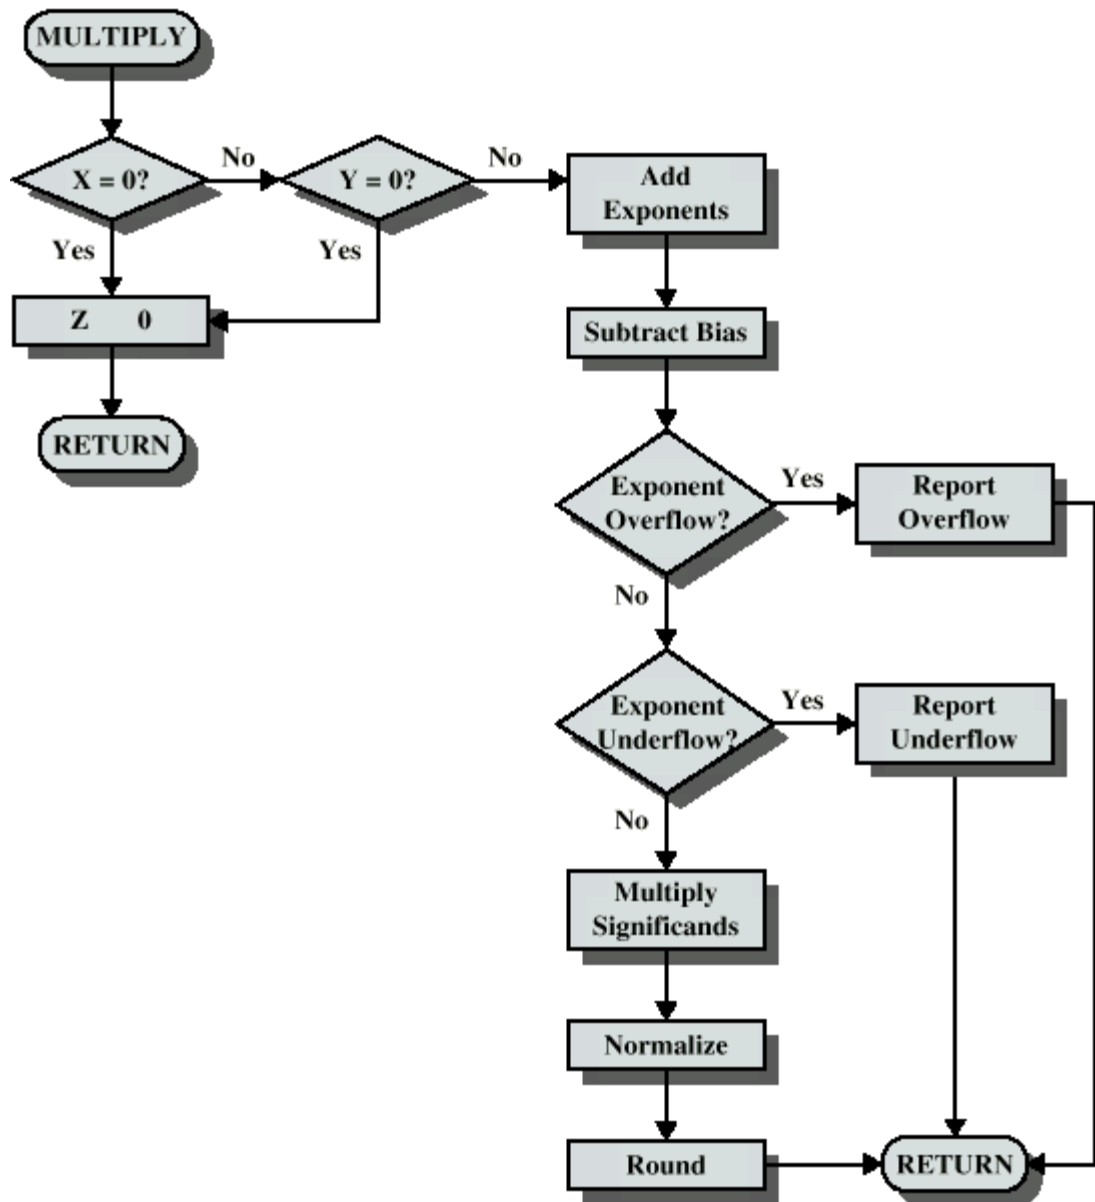 MULTIPLY
X = 0?
No
Y = 0?
No
Add
Exponents
Yes
Yes
Z 0
Subtract Bias
RETURN
Exponent
Overflow?
Yes
Report
Overflow
No
Exponent
Underflow?
Yes
Report
Underflow
No
Multiply
Significands
Normalize
Round
RETURN